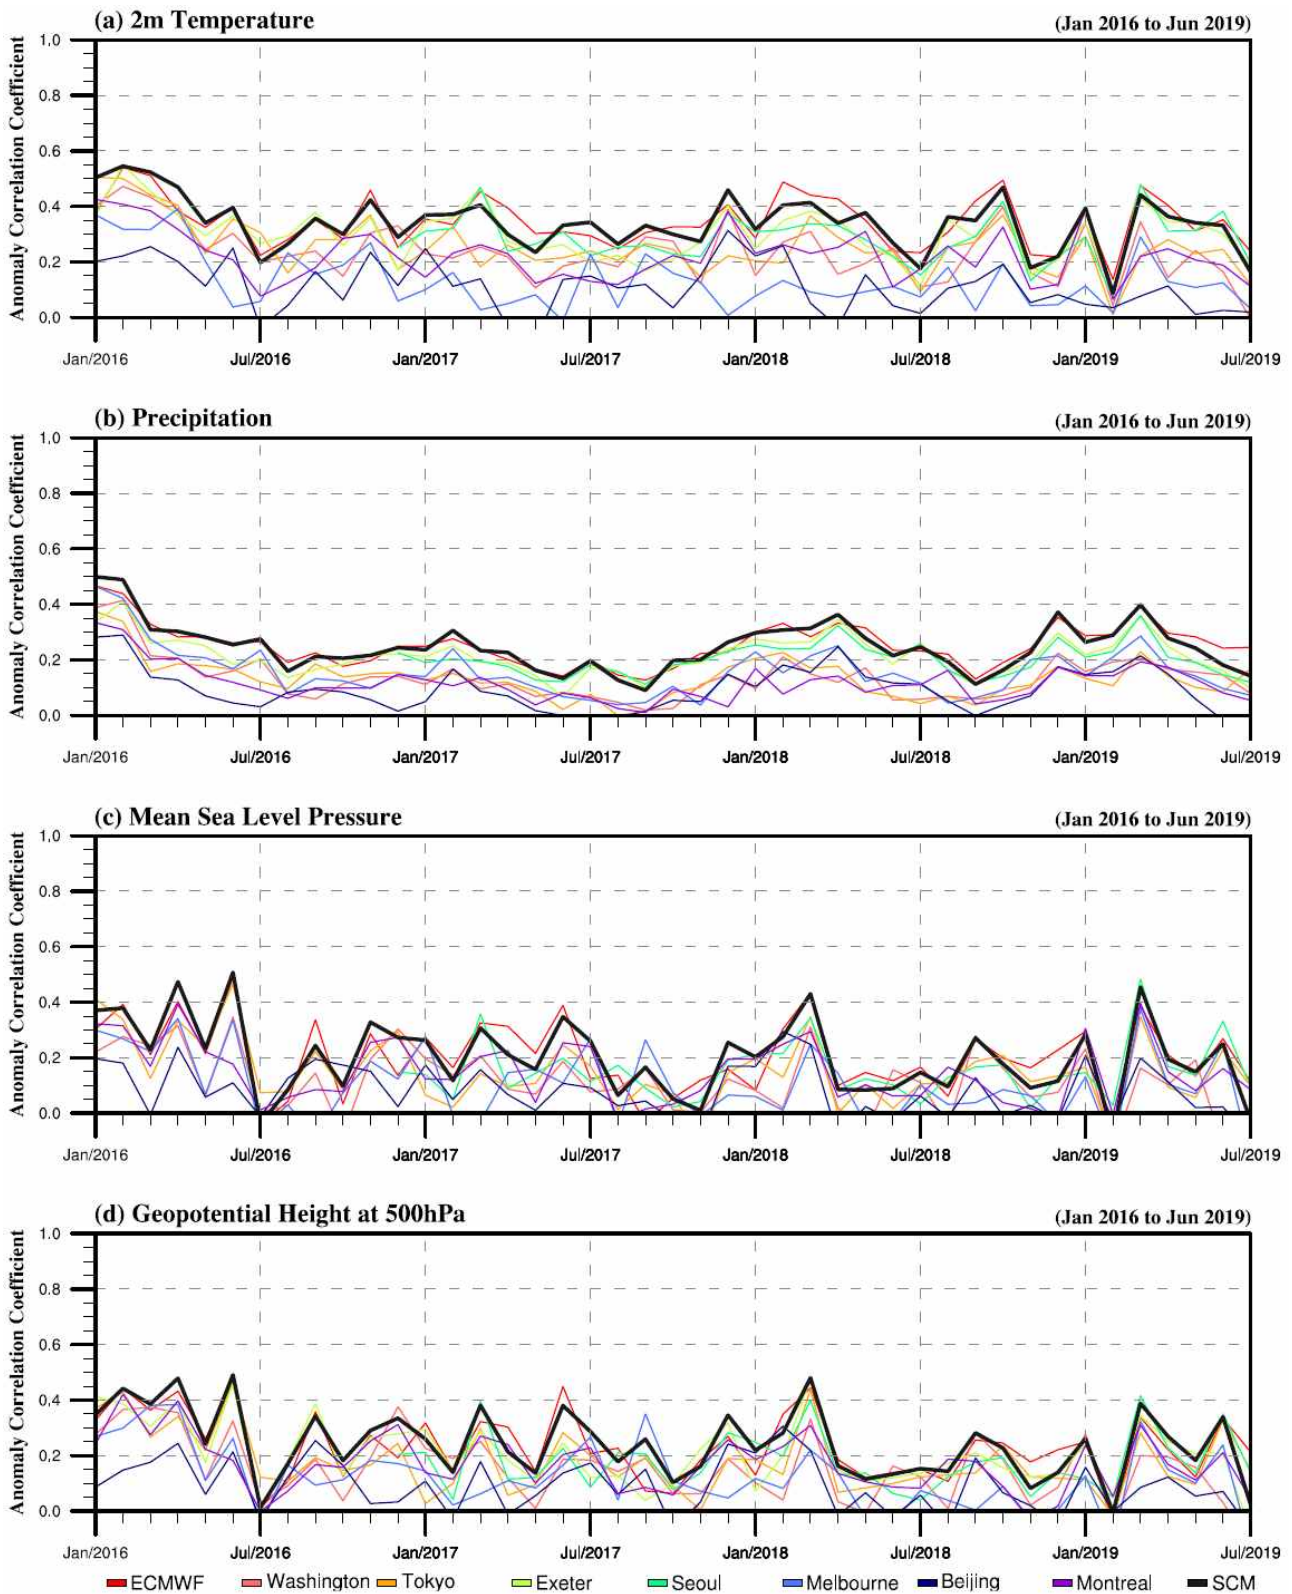 (a) 2m Temperature (Jan 2016 to Jun 2019)
Anomaly Correlation Coefficient
1.0
0.8
0.6
0.4
0.2
0.0
Jan/2016 Jul/2016 Jan/2017 Jul/2017 Jan/2018 Jul/2018 Jan/2019 Jul/2019
(b) Precipitation (Jan 2016 to Jun 2019)
Anomaly Correlation Coefficient
1.0
0.8
0.6
0.4
0.2
0.0
Jan/2016 Jul/2016 Jan/2017 Jul/2017 Jan/2018 Jul/2018 Jan/2019 Jul/2019
(c) Mean Sea Level Pressure (Jan 2016 to Jun 2019)
Anomaly Correlation Coefficient
1.0
0.8
0.6
0.4
0.2
0.0
Jan/2016 Jul/2016 Jan/2017 Jul/2017 Jan/2018 Jul/2018 Jan/2019 Jul/2019
(d) Geopotential Height at 500hPa (Jan 2016 to Jun 2019)
Anomaly Correlation Coefficient
1.0
0.8
0.6
0.4
0.2
0.0
Jan/2016 Jul/2016 Jan/2017 Jul/2017 Jan/2018 Jul/2018 Jan/2019 Jul/2019
ECMWF Washington Tokyo Exeter Seoul Melbourne Beijing Montreal SCM